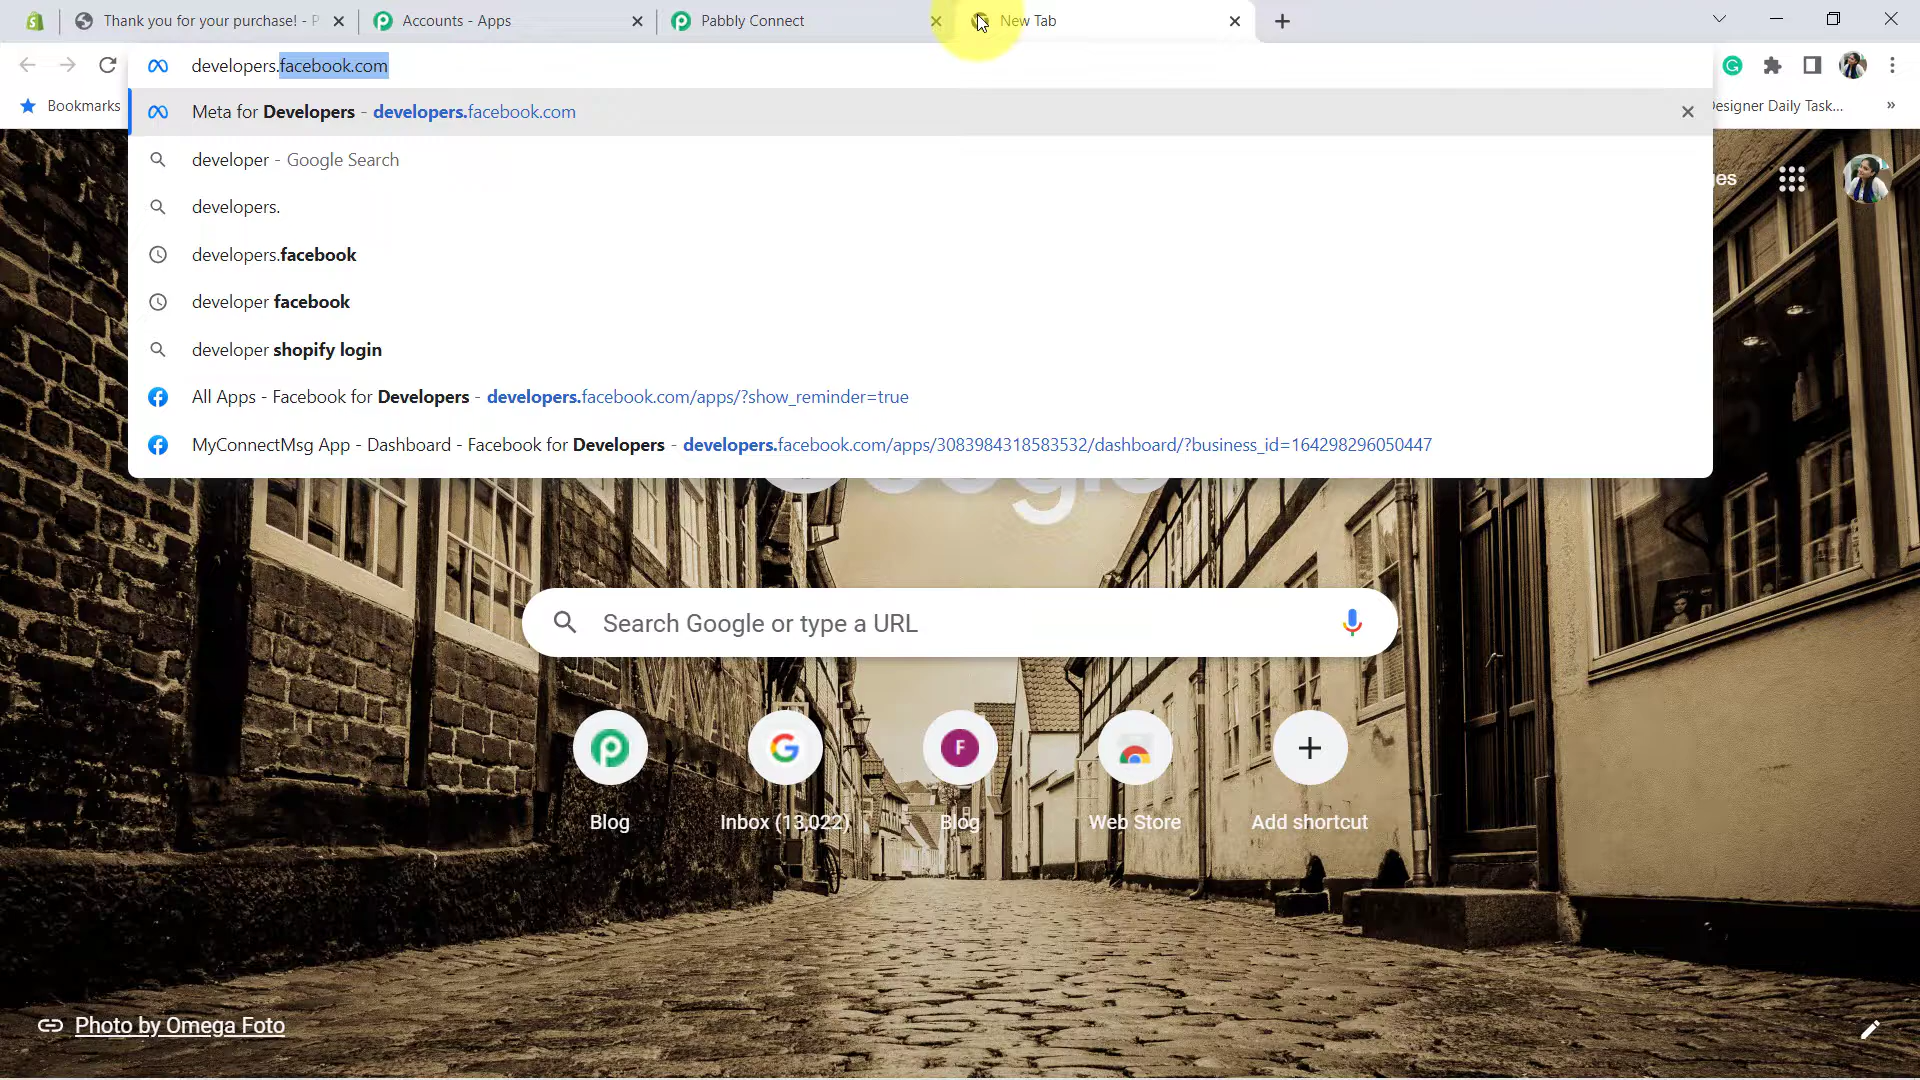 Thank you for your purchase! - P
Accounts - Apps
Pabbly Connect
New Tab
developers.facebook.com
Bookmarks
Meta for Developers - developers.facebook.com
Designer Daily Task...
»
developer - Google Search
developers.
developers.facebook
developer facebook
developer shopify login
All Apps - Facebook for Developers - developers.facebook.com/apps/?show_reminder=true
MyConnectMsg App - Dashboard - Facebook for Developers - developers.facebook.com/apps/3083984318583532/dashboard/?business_id=164298296050447
Search Google or type a URL
F
Blog
Inbox (13,022)
Blog
Web Store
Add shortcut
Photo by Omega Foto